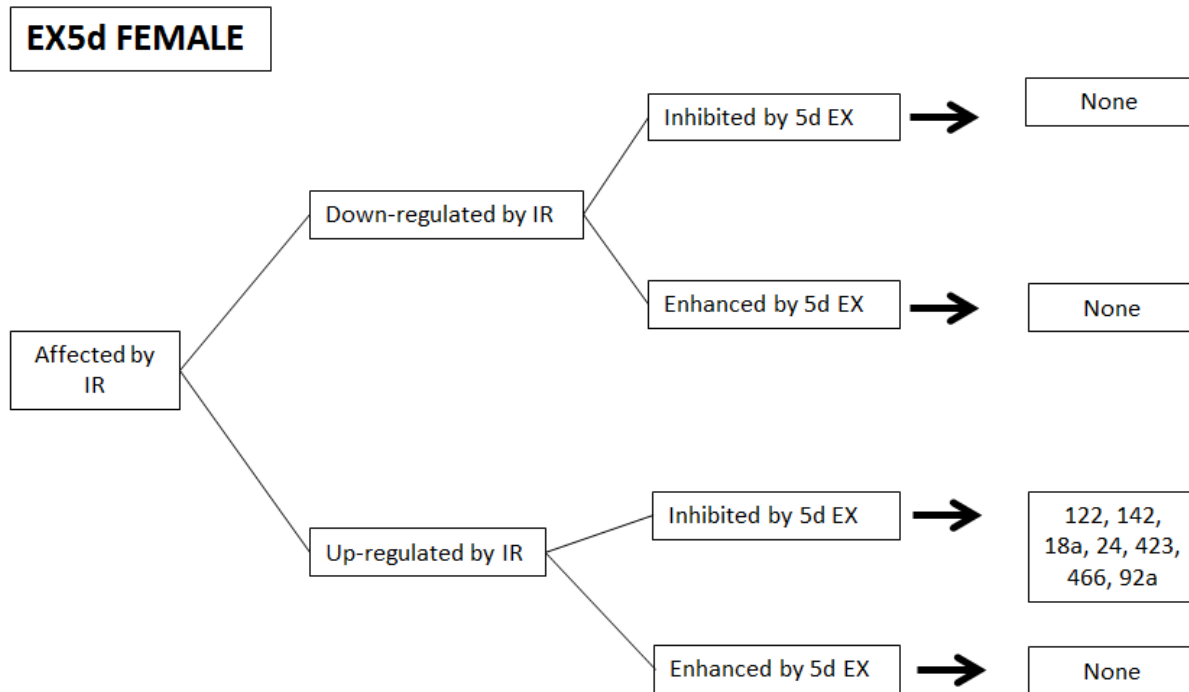 EX5d FEMALE
Inhibited by 5d EX
None
Down-regulated by IR
Enhanced by 5d EX
None
Affected by
IR
Inhibited by 5d EX
122, 142,
18a, 24, 423,
466, 92a
Up-regulated by IR
Enhanced by 5d EX
None